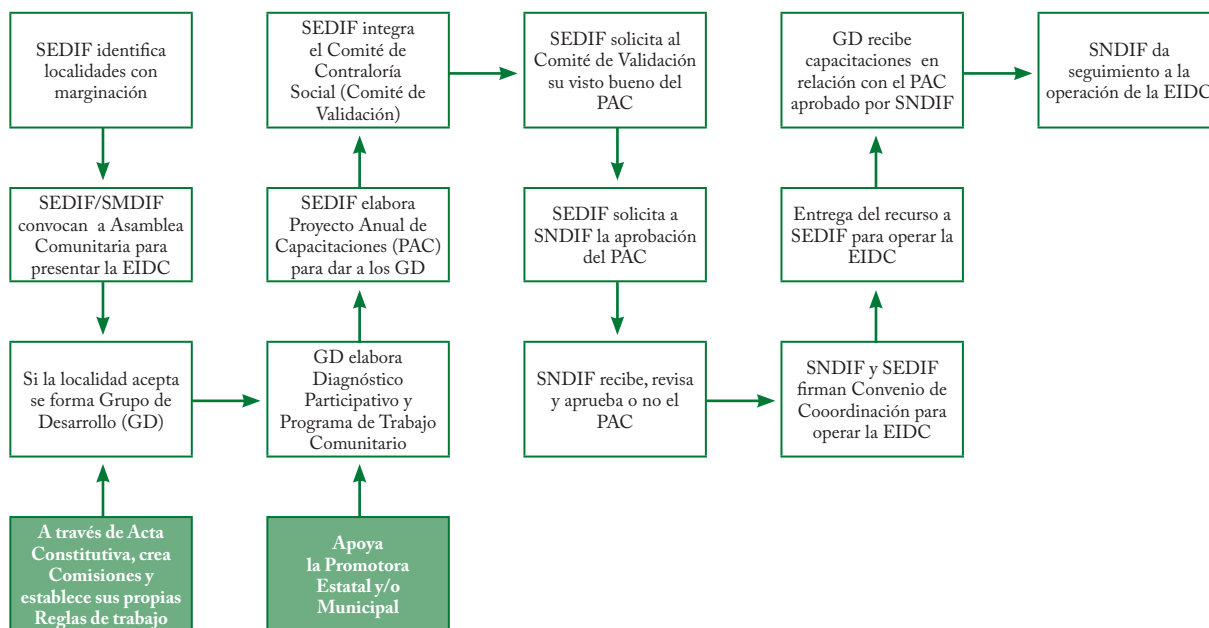 SEDIF identifica
localidades con
marginación
SEDIF/SMDIF
convocan a Asamblea
Comunitaria para
presentar la EIDC
Si la localidad acepta
se forma Grupo de
Desarrollo (GD)
A través de Acta
Constitutiva, crea
Comisiones y
establece sus propias
Reglas de trabajo
SEDIF integra
el Comité de
Contraloría
Social (Comité de
Validación)
SEDIF elabora
Proyecto Anual de
Capacitaciones (PAC)
para dar a los GD
GD elabora
Diagnóstico
Participativo y
Programa de Trabajo
Comunitario
Apoya
la Promotora
Estatal y/o
Municipal
SEDIF solicita al
Comité de Validación
su visto bueno del
PAC
SEDIF solicita a
SNDIF la aprobación
del PAC
SNDIF recibe, revisa
y aprueba o no el
PAC
GD recibe
capacitaciones en
relación con el PAC
aprobado por SNDIF
Entrega del recurso a
SEDIF para operar la
EIDC
SNDIF y SEDIF
firman Convenio de
Cooordinación para
operar la EIDC
SNDIF da
seguimiento a la
operación de la EIDC